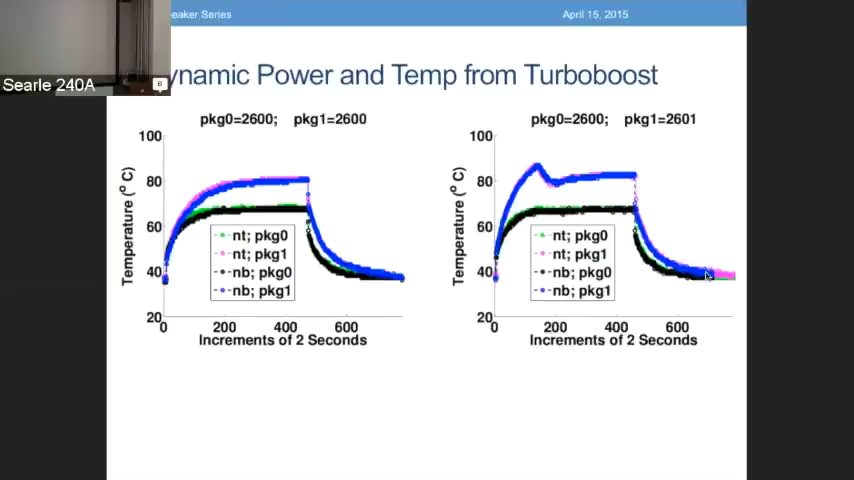 eaker Series
April 15, 2015
Searle 240A
ynamic Power and Temp from Turboboost
pkg0=2600; pkg1=2600
100
80
60
40
20
Temperature (° C)
nt; pkg0
nt; pkg1
nb; pkg0
nb; pkg1
0 200 400 600
Increments of 2 Seconds
pkg0=2600; pkg1=2601
100
80
60
40
20
Temperature (° C)
nt; pkg0
nt; pkg1
nb; pkg0
nb; pkg1
0 200 400 600
Increments of 2 Seconds